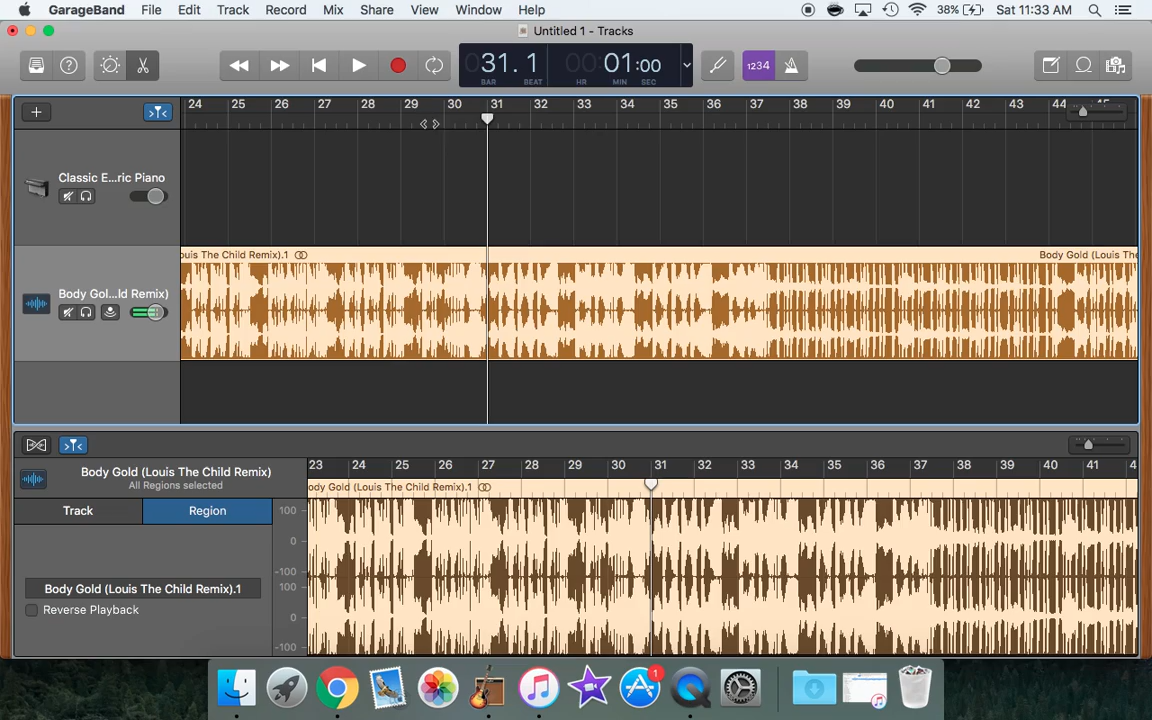 GarageBand File Edit Track Record Mix Share View Window Help 38% Sat 11:33 AM
Untitled 1 - Tracks
31. 1 01:00 1234
BAR BEAT HR MIN SEC
24 25 26 27 28 29 30 31 32 33 34 35 36 37 38 39 40 41 42 43 44 45
Classic E...ric Piano
ouis The Child Remix).1 Body Gold (Louis The
Body Gol...ld Remix)
23 24 25 26 27 28 29 30 31 32 33 34 35 36 37 38 39 40 41 4
Body Gold (Louis The Child Remix)
All Regions selected
ody Gold (Louis The Child Remix).1
Track Region
100
0
-100
100
Body Gold (Louis The Child Remix).1
Reverse Playback
0
-100
1